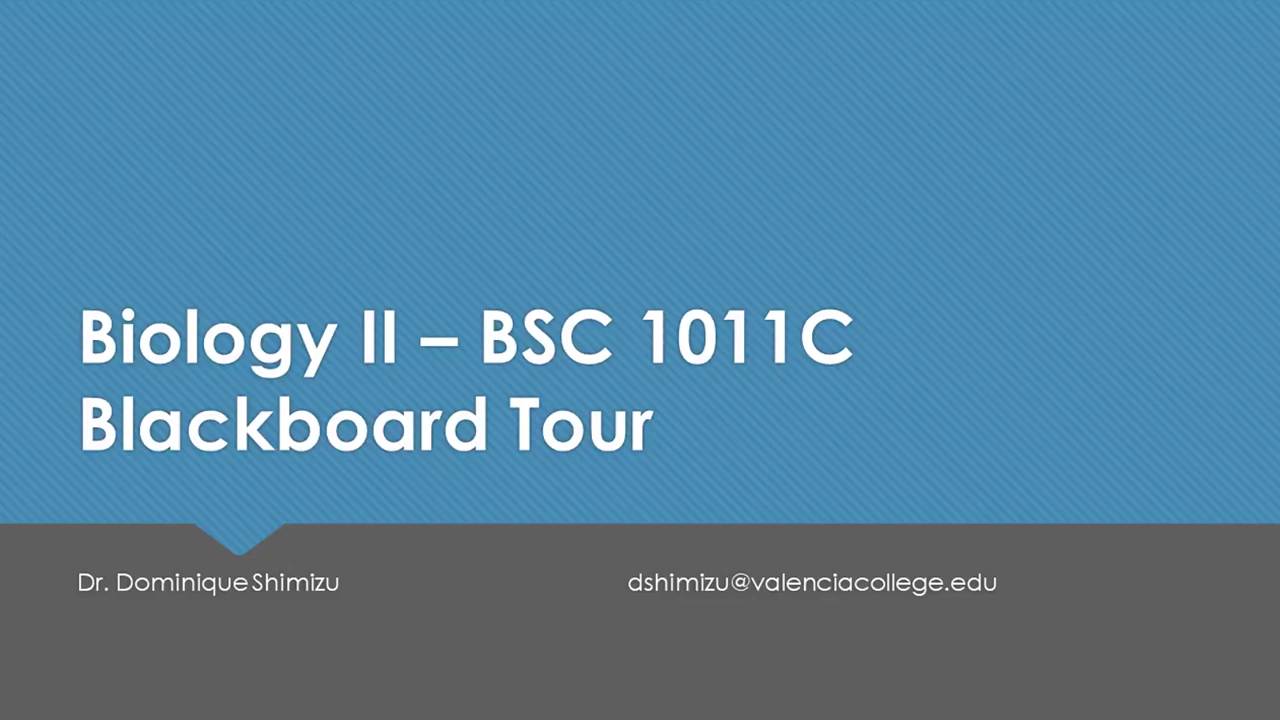 Biology II – BSC 1011C
Blackboard Tour
Dr. Dominique Shimizu
dshimizu@valenciacollege.edu